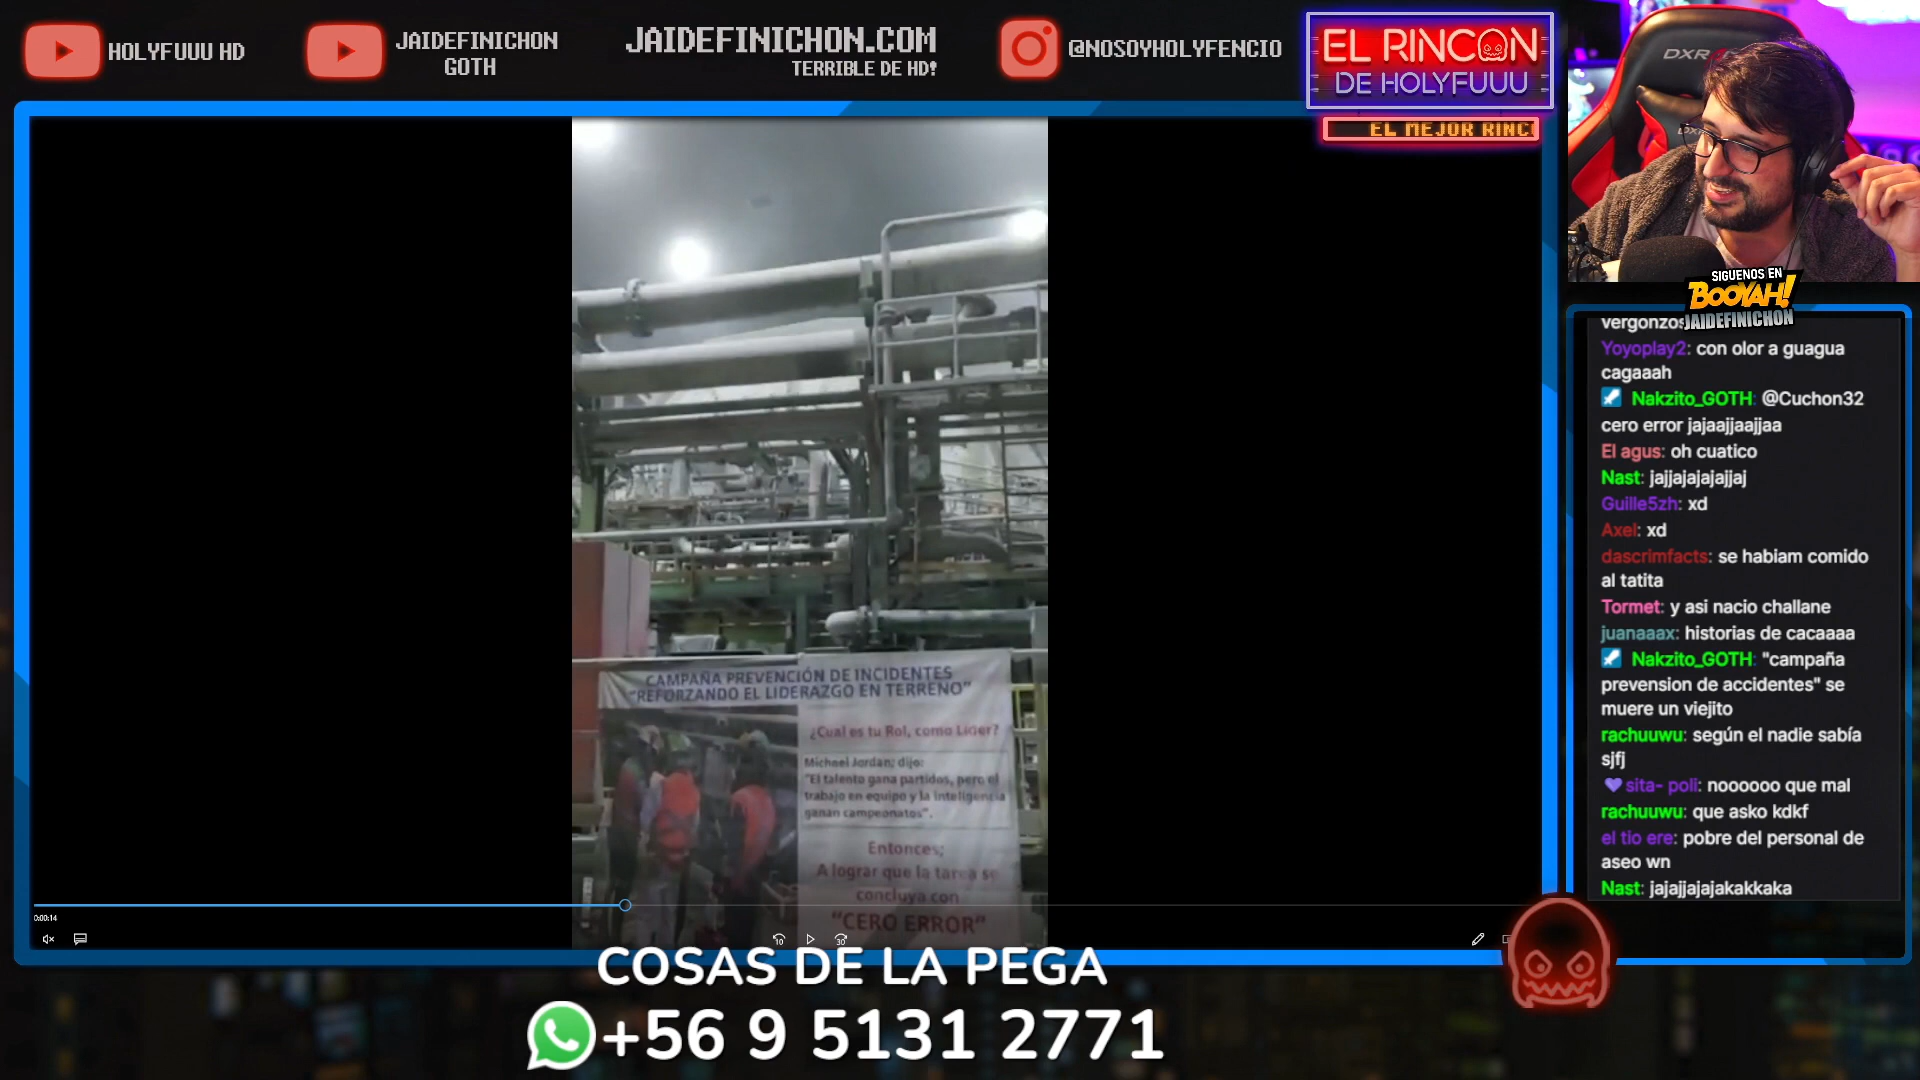 HOLYFUUU HD
JAIDEFINICHON
GOTH
JAIDEFINICHON.COM
TERRIBLE DE HD!
@NOSOYHOLYFENCIO
EL RINCON
DE HOLYFUUU
EL MEJOR RINC
DXR
SIGUENOS EN
BOOYAH!
JAIDEFINICHON
CAMPAÑA PREVENCIÓN DE INCIDENTES
"REFORZANDO EL LIDERAZGO EN TERRENO"
¿Cual es tu Rol, como Lider?
Michael Jordan; dijo:
"El talento gana partidos, pero el
trabajo en equipo y la inteligencia
ganan campeonatos".
Entonces;
A lograr que la tarea se
concluya con
"CERO ERROR"
0:00:14
10
30
vergonzos
Yoyoplay2: con olor a guagua
cagaaah
Nakzito_GOTH: @Cuchon32
cero error jajaajjaajjaa
El agus: oh cuatico
Nast: jajjajajajajjaj
Guille5zh: xd
Axel: xd
dascrimfacts: se habiam comido
al tatita
Tormet: y asi nacio challane
juanaaax: historias de cacaaaa
Nakzito_GOTH: "campaña
prevension de accidentes" se
muere un viejito
rachuuwu: según el nadie sabía
sjfj
sita- poli: noooooo que mal
rachuuwu: que asko kdkf
el tio ere: pobre del personal de
aseo wn
Nast: jajajjajajakakkaka
COSAS DE LA PEGA
+56 9 5131 2771